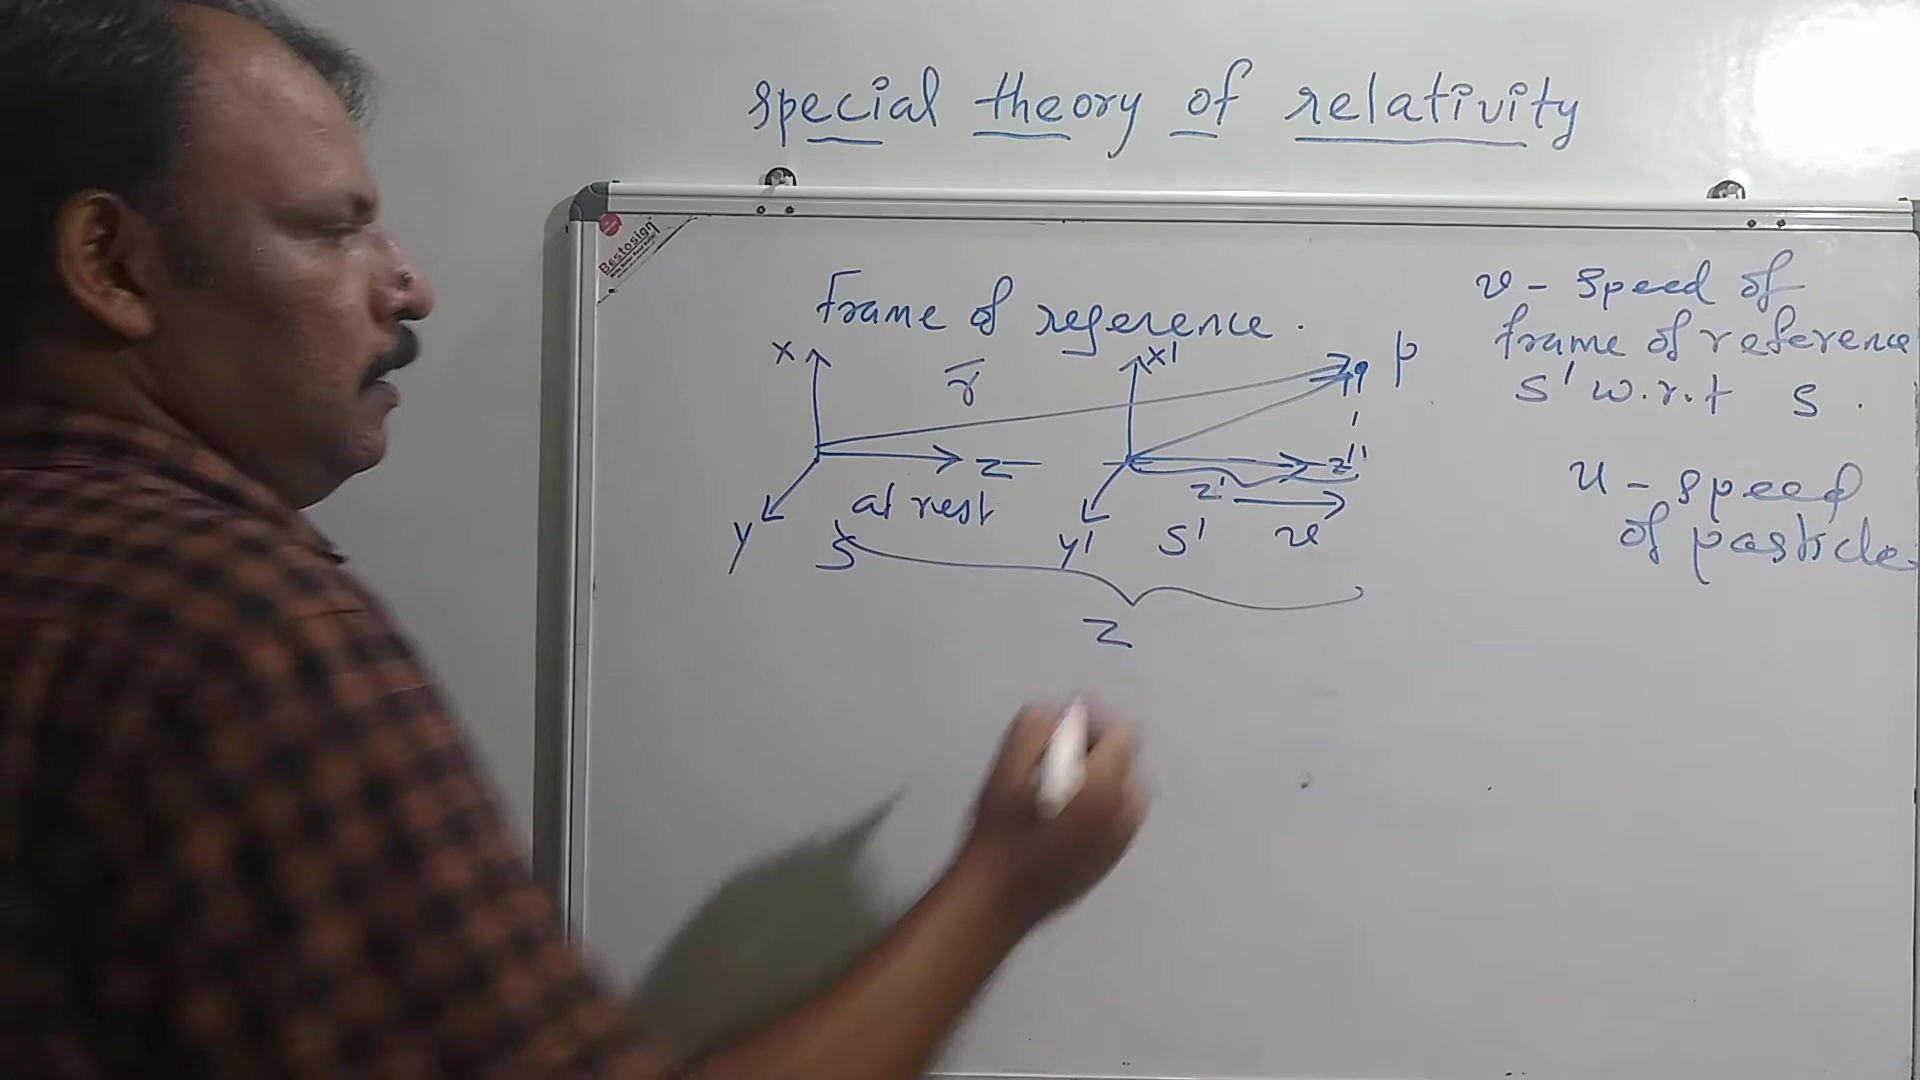 special theory of relativity
Bestosign
Frame of reference.
v - speed of
frame of reference
S' w.r.t S.
u - speed
of particle
X
r̄
X'
P
Z
Z'
at rest
Z'
Y
S
Y'
S'
v
Z